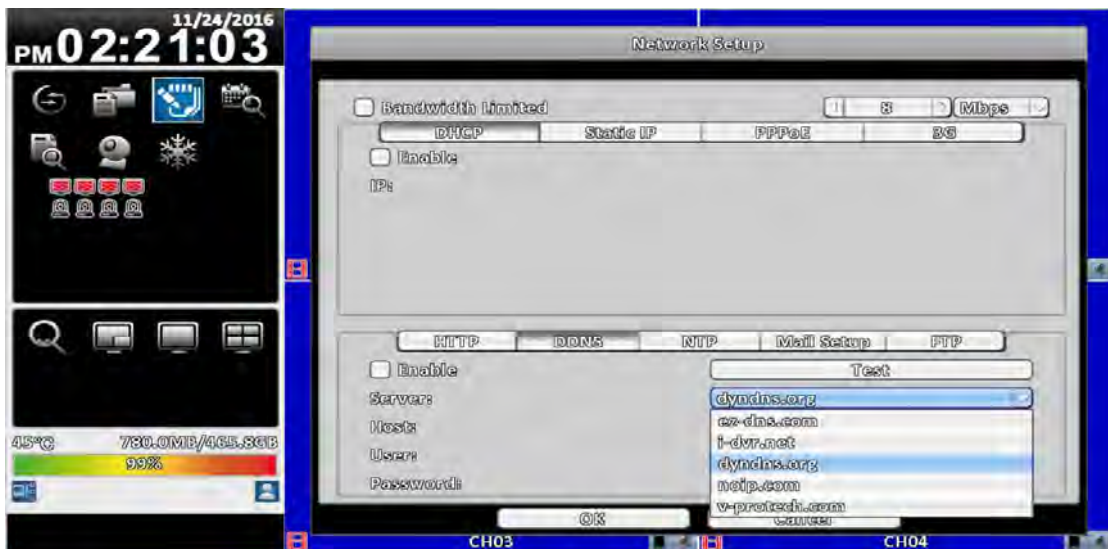 11/24/2016
PM 02:21:03
45°C 780.0MB/465.8GB
99%
Network Setup
Bandwidth Limited 8 Mbps
DHCP Static IP PPPoE 3G
Enable
IP:
HTTP DDNS NTP Mail Setup FTP
Enable Test
Server: dyndns.org
Host: ez-dns.com
i-dvr.net
User: dyndns.org
noip.com
Password: v-protech.com
OK Cancel
CH03 CH04